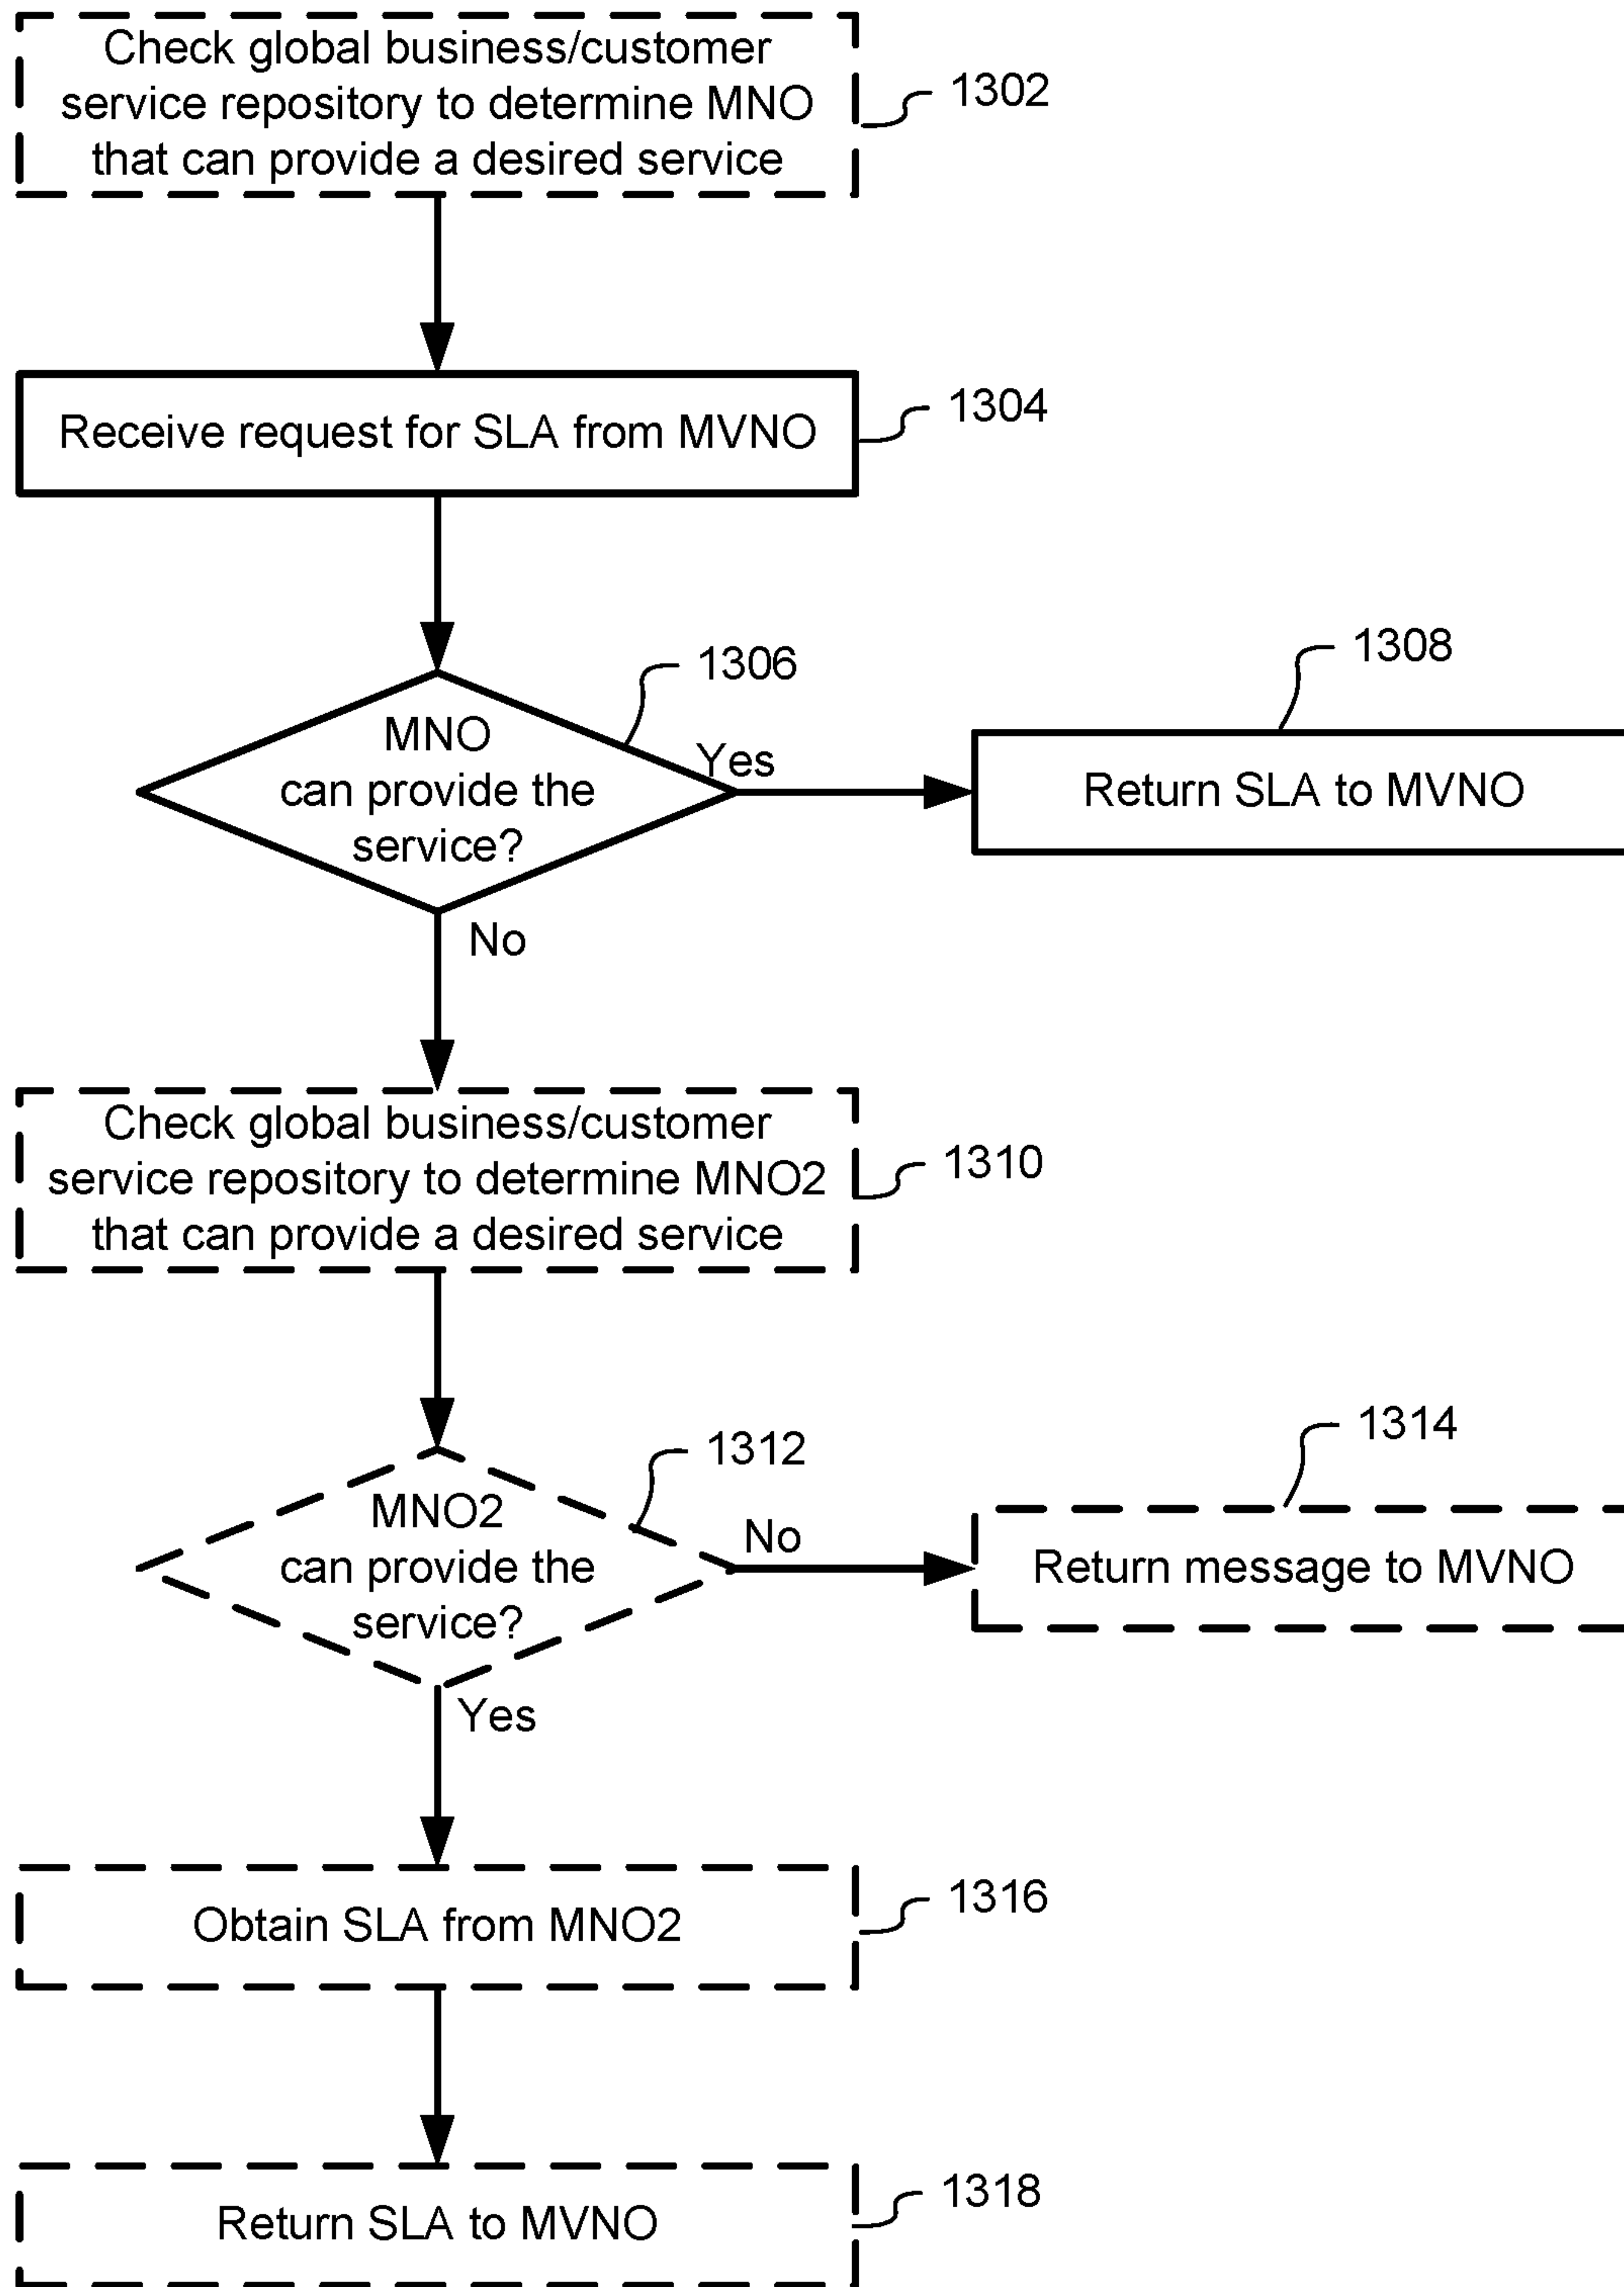 Check global business/customer
service repository to determine MNO
that can provide a desired service
1302
Receive request for SLA from MVNO
1304
MNO
can provide the
service?
1306
Yes
1308
Return SLA to MVNO
No
Check global business/customer
service repository to determine MNO2
that can provide a desired service
1310
MNO2
can provide the
service?
1312
No
1314
Return message to MVNO
Yes
Obtain SLA from MNO2
1316
Return SLA to MVNO
1318